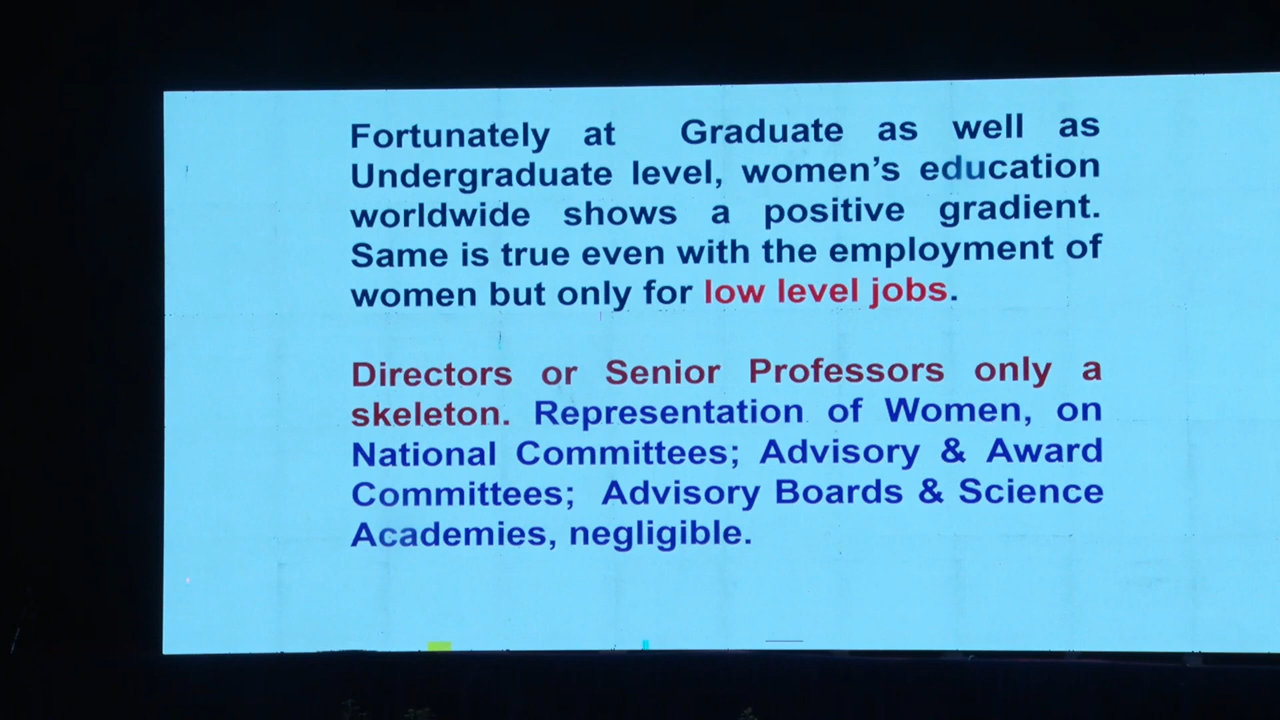 Fortunately at Graduate as well as
Undergraduate level, women's education
worldwide shows a positive gradient.
Same is true even with the employment of
women but only for low level jobs.
Directors or Senior Professors only a
skeleton. Representation of Women, on
National Committees; Advisory & Award
Committees; Advisory Boards & Science
Academies, negligible.